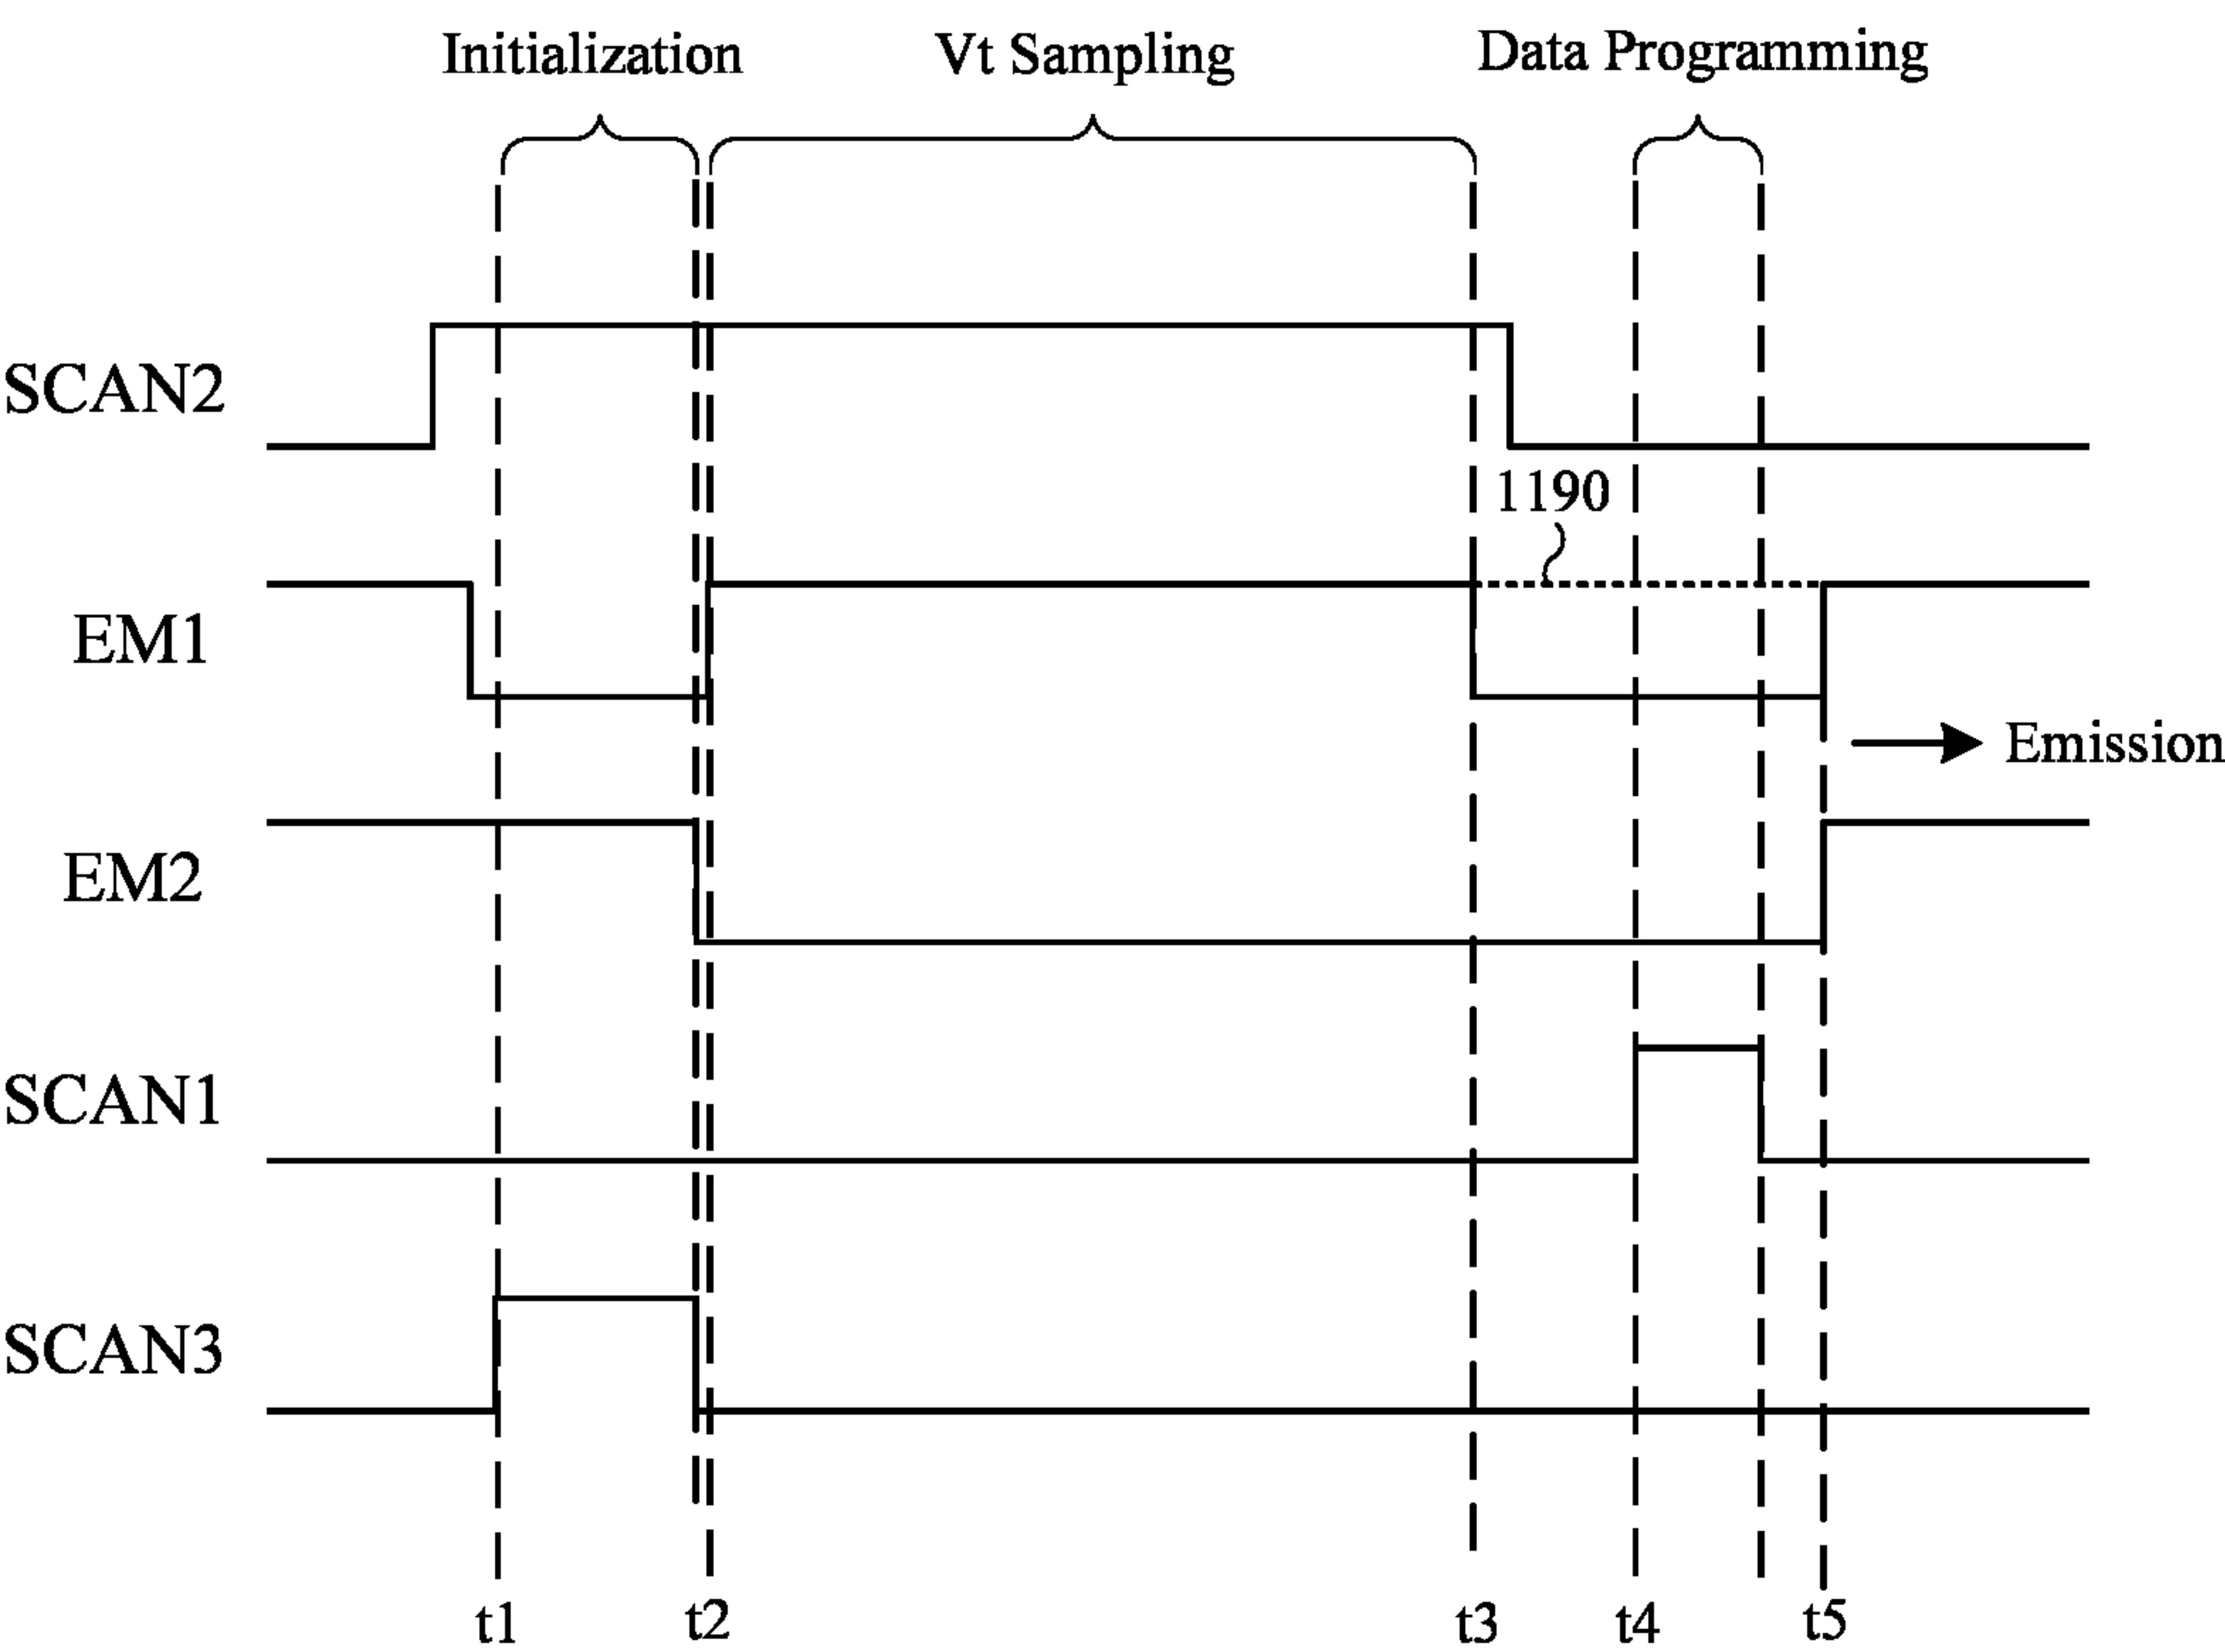 Initialization Vt Sampling Data Programming
SCAN2
1190
EM1
Emission
EM2
SCAN1
SCAN3
t1 t2 t3 t4 t5